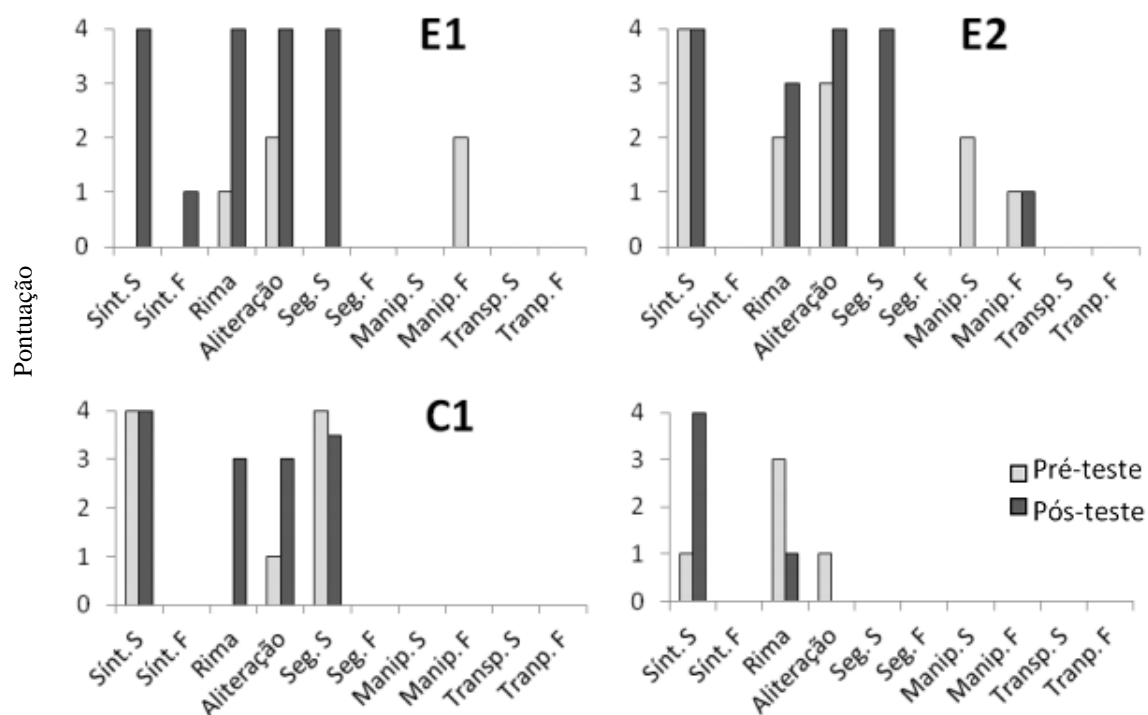 E1
4
3
2
1
0
Sínt. S
Sínt. F
Rima
Aliteração
Seg. S
Seg. F
Manip. S
Manip. F
Transp. S
Tranp. F
E2
4
3
2
1
0
Sínt. S
Sínt. F
Rima
Aliteração
Seg. S
Seg. F
Manip. S
Manip. F
Transp. S
Tranp. F
Pontuação
C1
4
3
2
1
0
Sínt. S
Sínt. F
Rima
Aliteração
Seg. S
Seg. F
Manip. S
Manip. F
Transp. S
Tranp. F
4
3
2
1
0
Pré-teste
Pós-teste
Sínt. S
Sínt. F
Rima
Aliteração
Seg. S
Seg. F
Manip. S
Manip. F
Transp. S
Tranp. F